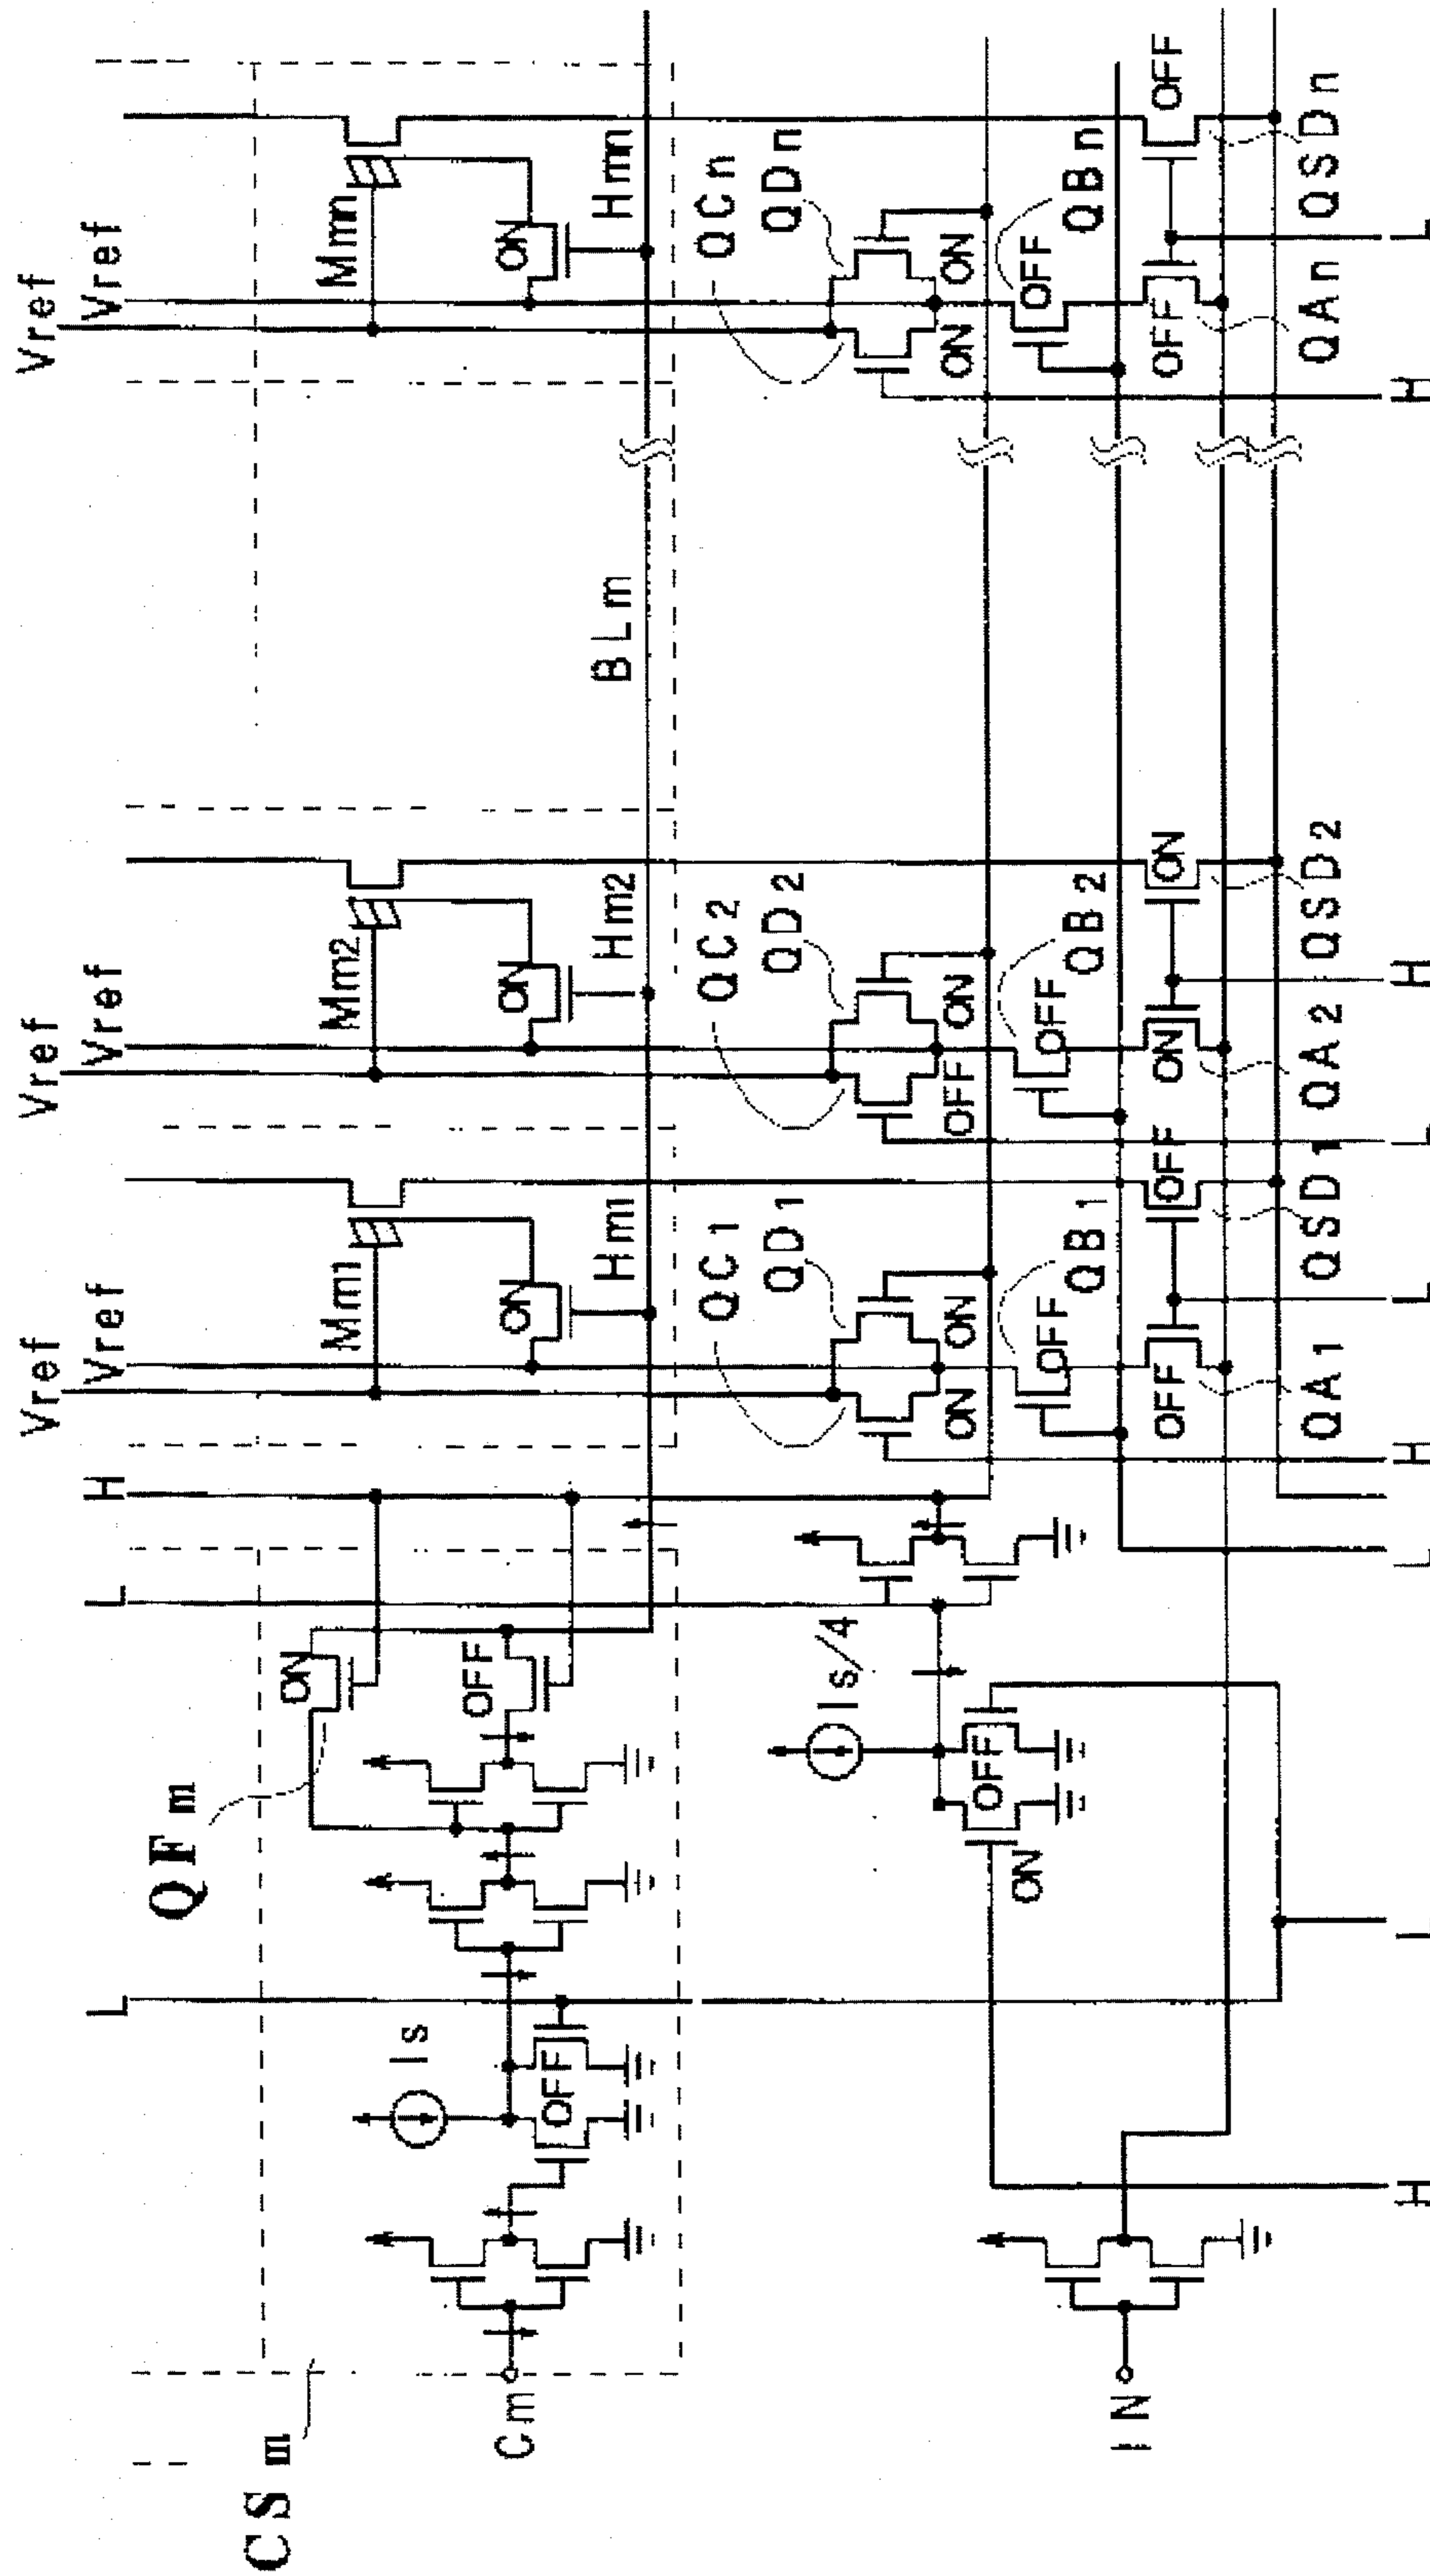 Vref Vref Vref
L L H Vref Vref Vref
QFm
CSm
ON
Mm1 Mm2 Mmn
Is
OFF ON ON ON
Cm OFF
Hm1 Hm2 BLm Hmn
QC1 QC2 QCn
QD1 QD2 QDn
Is/4
ON ON OFF ON ON ON
OFF
ON
OFF OFF OFF
QB1 QB2 QBn
IN
OFF OFF ON ON OFF OFF
QA1 QSD1 QA2 QSD2 QAn QSDn
H L L H L L H H L